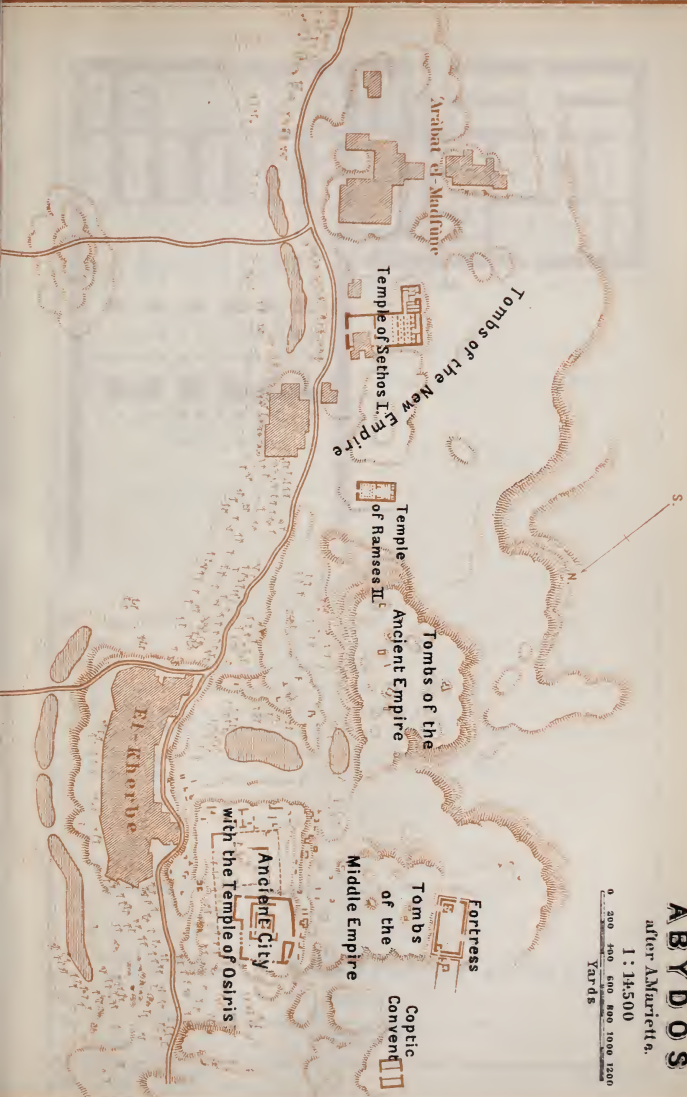 ABYDOS
after A.Mariette.
1:14.500
0 200 400 600 800 1000 1200
Yards
S.
N.
'Arâbat el-Madfûne
Tombs of the New Empire
Temple of Sethos I.
Temple
of Ramses II.
Tombs of the
Ancient Empire
Fortress
Tombs
of the
Middle Empire
Coptic
Convent
Ancient City
with the Temple of Osiris
El-Kherbe